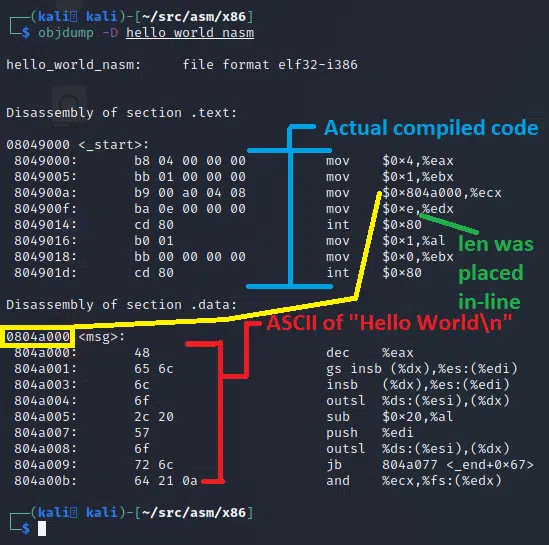 ┌──(kali㉿ kali)-[~/src/asm/x86]
└─$ objdump -D hello_world_nasm
hello_world_nasm:     file format elf32-i386
Disassembly of section .text:
Actual compiled code
08049000 <_start>:
 8049000:       b8 04 00 00 00          mov    $0×4,%eax
 8049005:       bb 01 00 00 00          mov    $0×1,%ebx
 804900a:       b9 00 a0 04 08          mov    $0×804a000,%ecx
 804900f:       ba 0e 00 00 00          mov    $0×e,%edx
 8049014:       cd 80                   int    $0×80
 8049016:       b0 01                   mov    $0×1,%al
 8049018:       bb 00 00 00 00          mov    $0×0,%ebx
 804901d:       cd 80                   int    $0×80
len was
placed
in-line
Disassembly of section .data:
ASCII of "Hello World\n"
0804a000 <msg>:
 804a000:       48                      dec    %eax
 804a001:       65 6c                   gs insb (%dx),%es:(%edi)
 804a003:       6c                      insb   (%dx),%es:(%edi)
 804a004:       6f                      outsl  %ds:(%esi),(%dx)
 804a005:       2c 20                   sub    $0×20,%al
 804a007:       57                      push   %edi
 804a008:       6f                      outsl  %ds:(%esi),(%dx)
 804a009:       72 6c                   jb     804a077 <_end+0×67>
 804a00b:       64 21 0a                and    %ecx,%fs:(%edx)
┌──(kali㉿ kali)-[~/src/asm/x86]
└─$